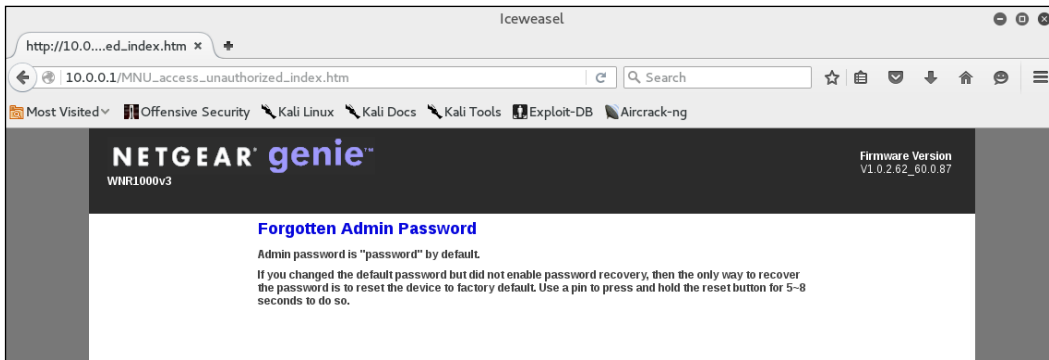 Iceweasel
http://10.0....ed_index.htm
10.0.0.1/MNU_access_unauthorized_index.htm
Search
Most Visited
Offensive Security
Kali Linux
Kali Docs
Kali Tools
Exploit-DB
Aircrack-ng
NETGEAR® genie™
WNR1000v3
Firmware Version
V1.0.2.62_60.0.87
Forgotten Admin Password
Admin password is "password" by default.
If you changed the default password but did not enable password recovery, then the only way to recover
the password is to reset the device to factory default. Use a pin to press and hold the reset button for 5~8
seconds to do so.